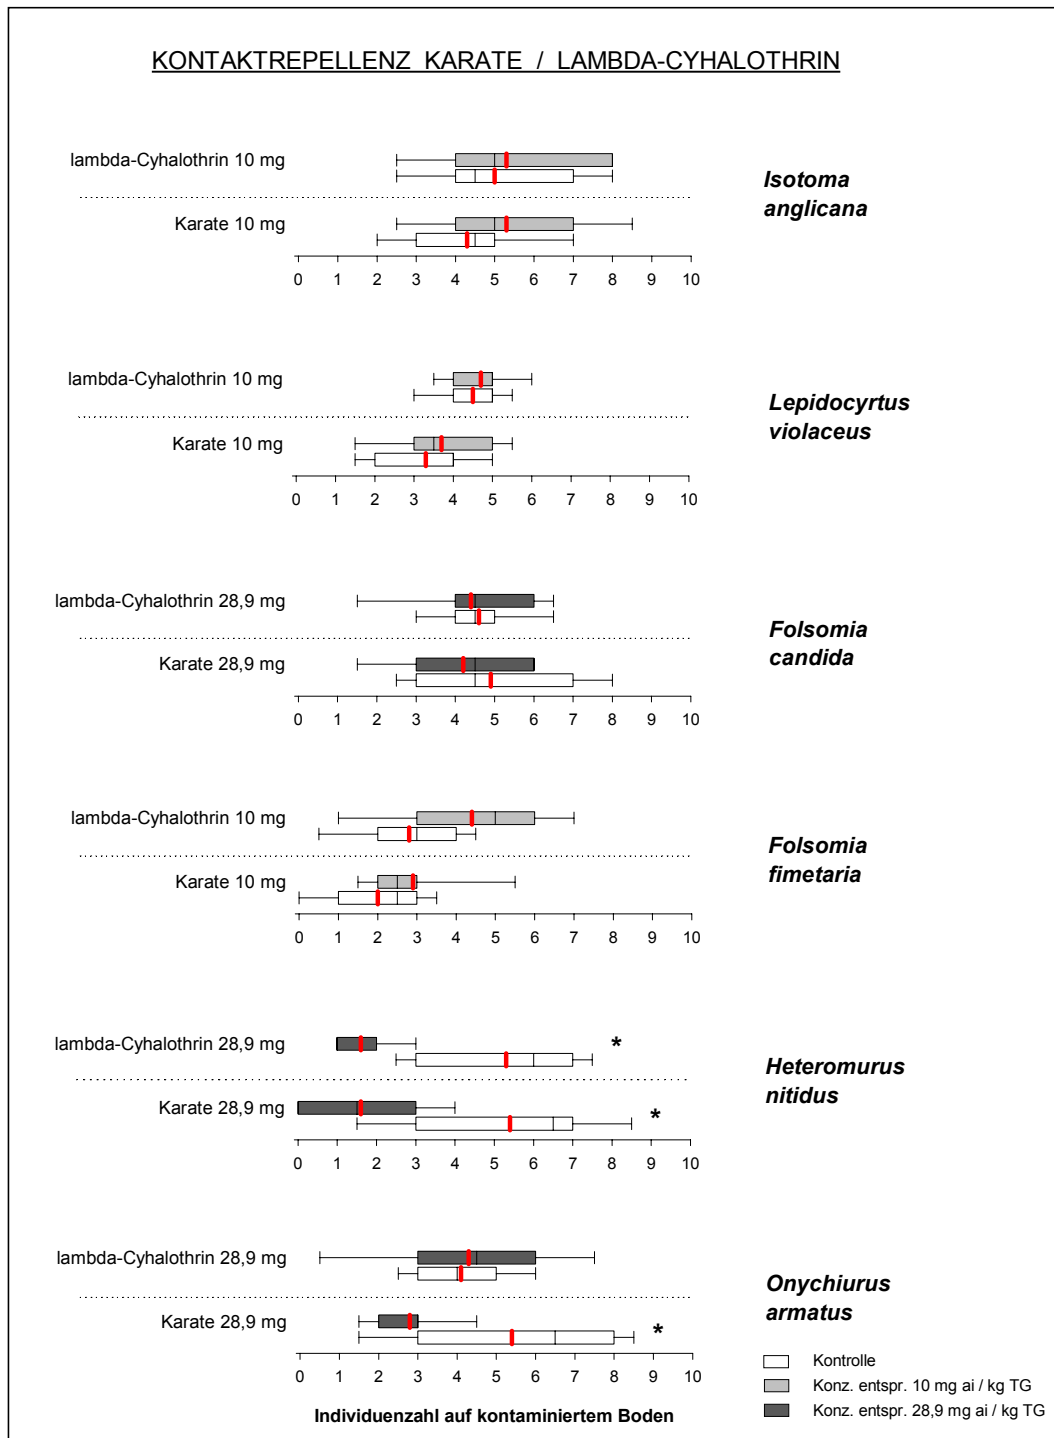 KONTAKTREPELLENZ KARATE / LAMBDA-CYHALOTHRIN
lambda-Cyhalothrin 10 mg
Karate 10 mg
Isotoma
anglicana
0 1 2 3 4 5 6 7 8 9 10
lambda-Cyhalothrin 10 mg
Karate 10 mg
Lepidocyrtus
violaceus
0 1 2 3 4 5 6 7 8 9 10
lambda-Cyhalothrin 28,9 mg
Karate 28,9 mg
Folsomia
candida
0 1 2 3 4 5 6 7 8 9 10
lambda-Cyhalothrin 10 mg
Karate 10 mg
Folsomia
fimetaria
0 1 2 3 4 5 6 7 8 9 10
lambda-Cyhalothrin 28,9 mg
*
Karate 28,9 mg
*
Heteromurus
nitidus
0 1 2 3 4 5 6 7 8 9 10
lambda-Cyhalothrin 28,9 mg
Karate 28,9 mg
*
Onychiurus
armatus
0 1 2 3 4 5 6 7 8 9 10
Individuenzahl auf kontaminiertem Boden
Kontrolle
Konz. entspr. 10 mg ai / kg TG
Konz. entspr. 28,9 mg ai / kg TG